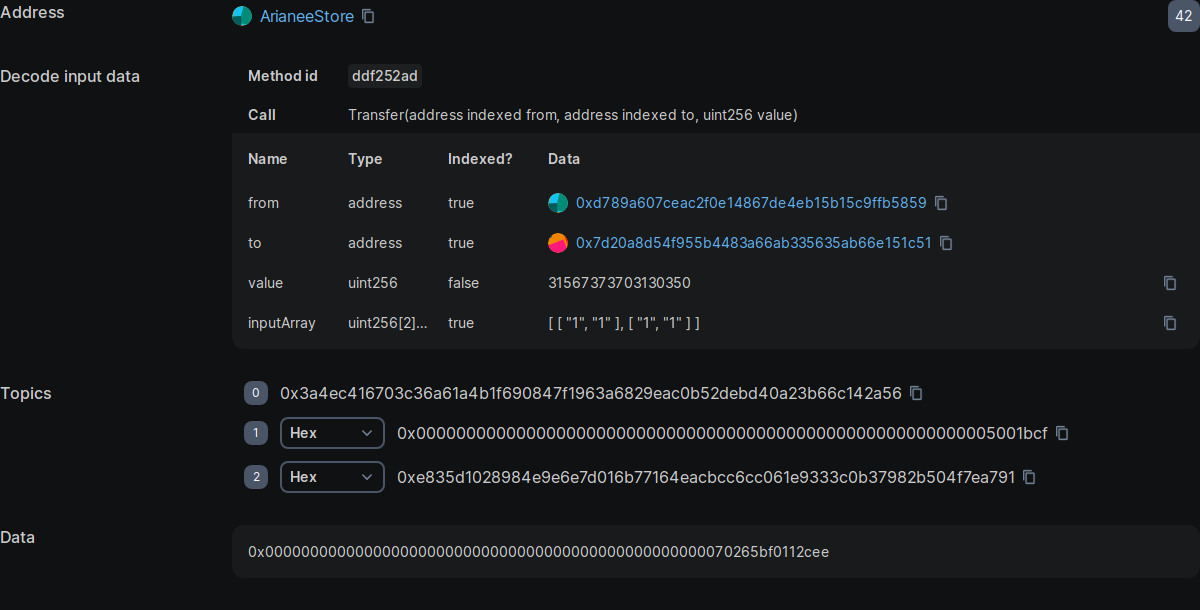 Address ArianeeStore 42
Decode input data Method id ddf252ad
Call Transfer(address indexed from, address indexed to, uint256 value)
Name Type Indexed? Data
from address true 0xd789a607ceac2f0e14867de4eb15b15c9ffb5859
to address true 0x7d20a8d54f955b4483a66ab335635ab66e151c51
value uint256 false 31567373703130350
inputArray uint256[2]... true [ [ "1", "1" ], [ "1", "1" ] ]
Topics 0 0x3a4ec416703c36a61a4b1f690847f1963a6829eac0b52debd40a23b66c142a56
1 Hex 0x0000000000000000000000000000000000000000000000000000000005001bcf
2 Hex 0xe835d1028984e9e6e7d016b77164eacbcc6cc061e9333c0b37982b504f7ea791
Data 0x0000000000000000000000000000000000000000000000000070265bf0112cee